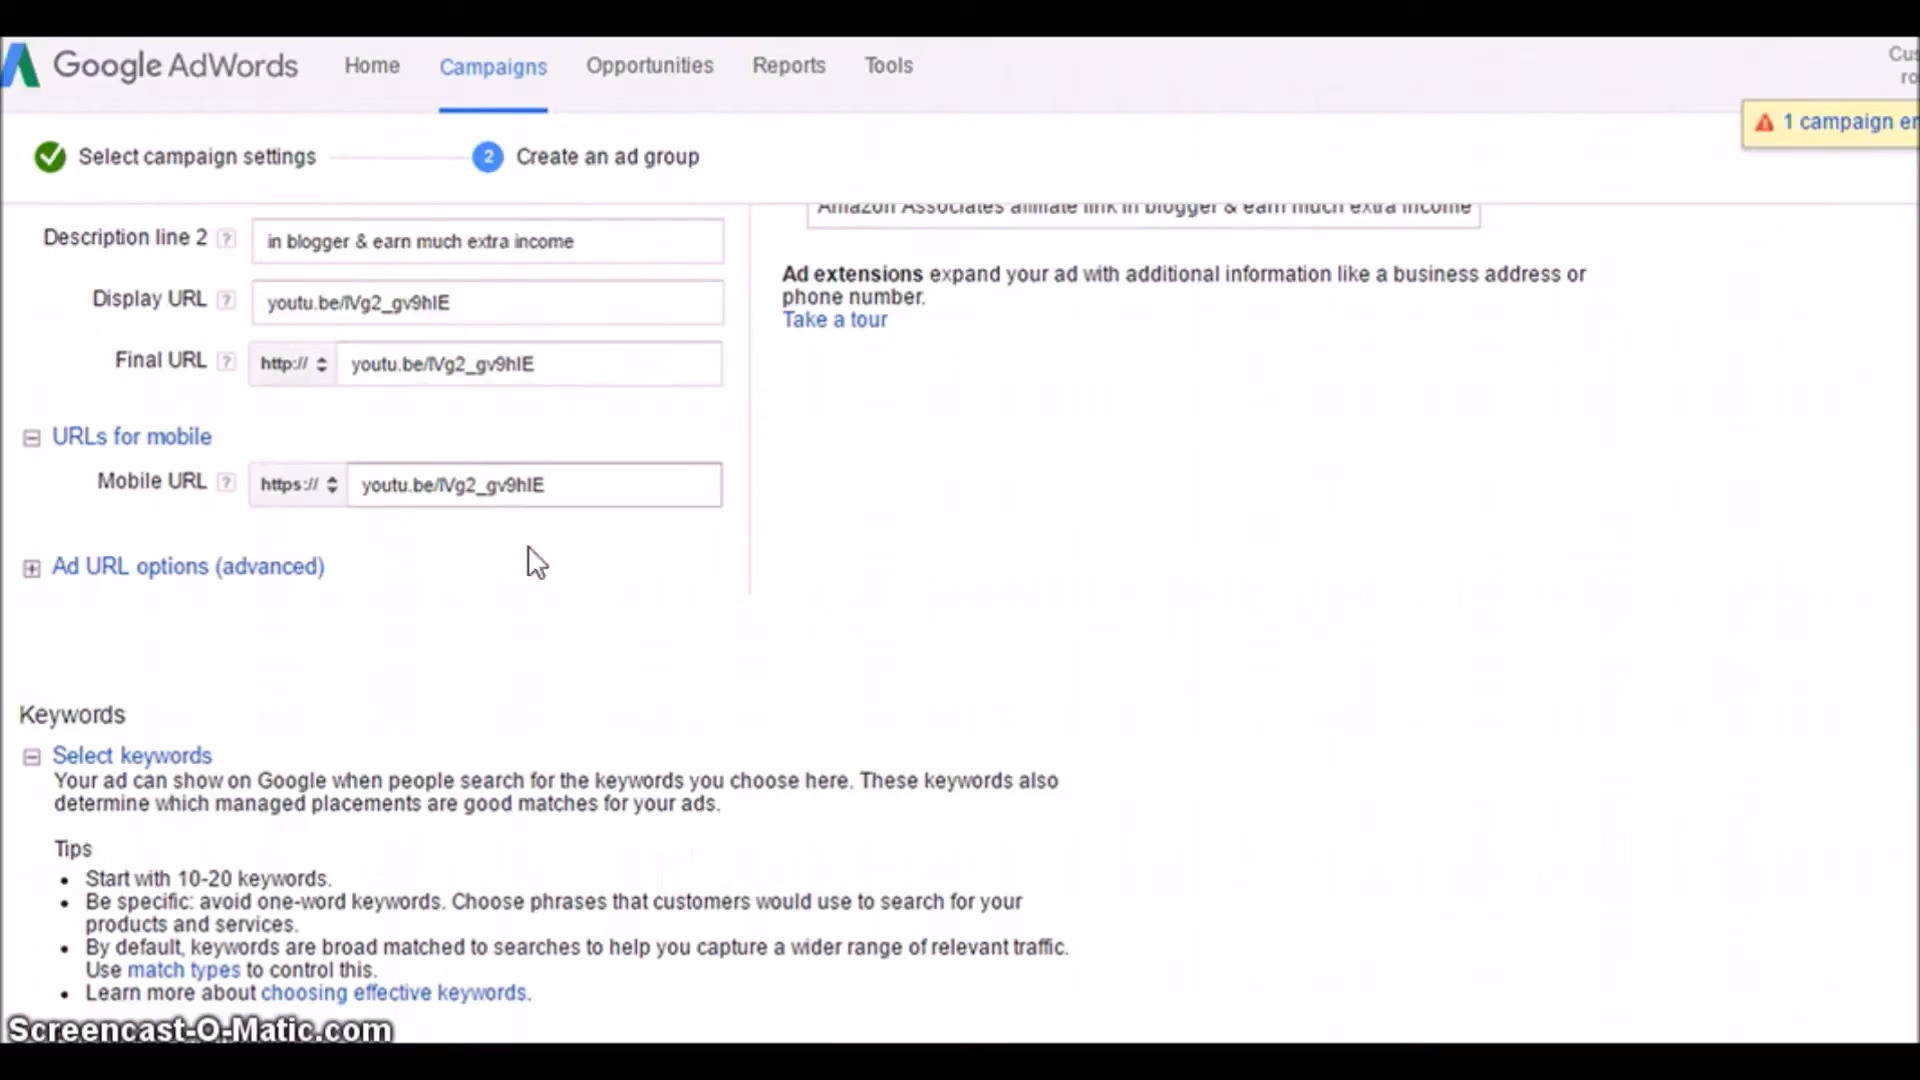 Google AdWords Home Campaigns Opportunities Reports Tools
Cus
ro
1 campaign er
Select campaign settings 2 Create an ad group
Amazon Associates affiliate link in blogger & earn much extra income
Description line 2 ? in blogger & earn much extra income
Display URL ? youtu.be/lVg2_gv9hlE
Final URL ? http:// youtu.be/lVg2_gv9hlE
Ad extensions expand your ad with additional information like a business address or
phone number.
Take a tour
URLs for mobile
Mobile URL ? https:// youtu.be/lVg2_gv9hlE
Ad URL options (advanced)
Keywords
Select keywords
Your ad can show on Google when people search for the keywords you choose here. These keywords also
determine which managed placements are good matches for your ads.
Tips
• Start with 10-20 keywords.
• Be specific: avoid one-word keywords. Choose phrases that customers would use to search for your
products and services.
• By default, keywords are broad matched to searches to help you capture a wider range of relevant traffic.
Use match types to control this.
• Learn more about choosing effective keywords.
Screencast-O-Matic.com